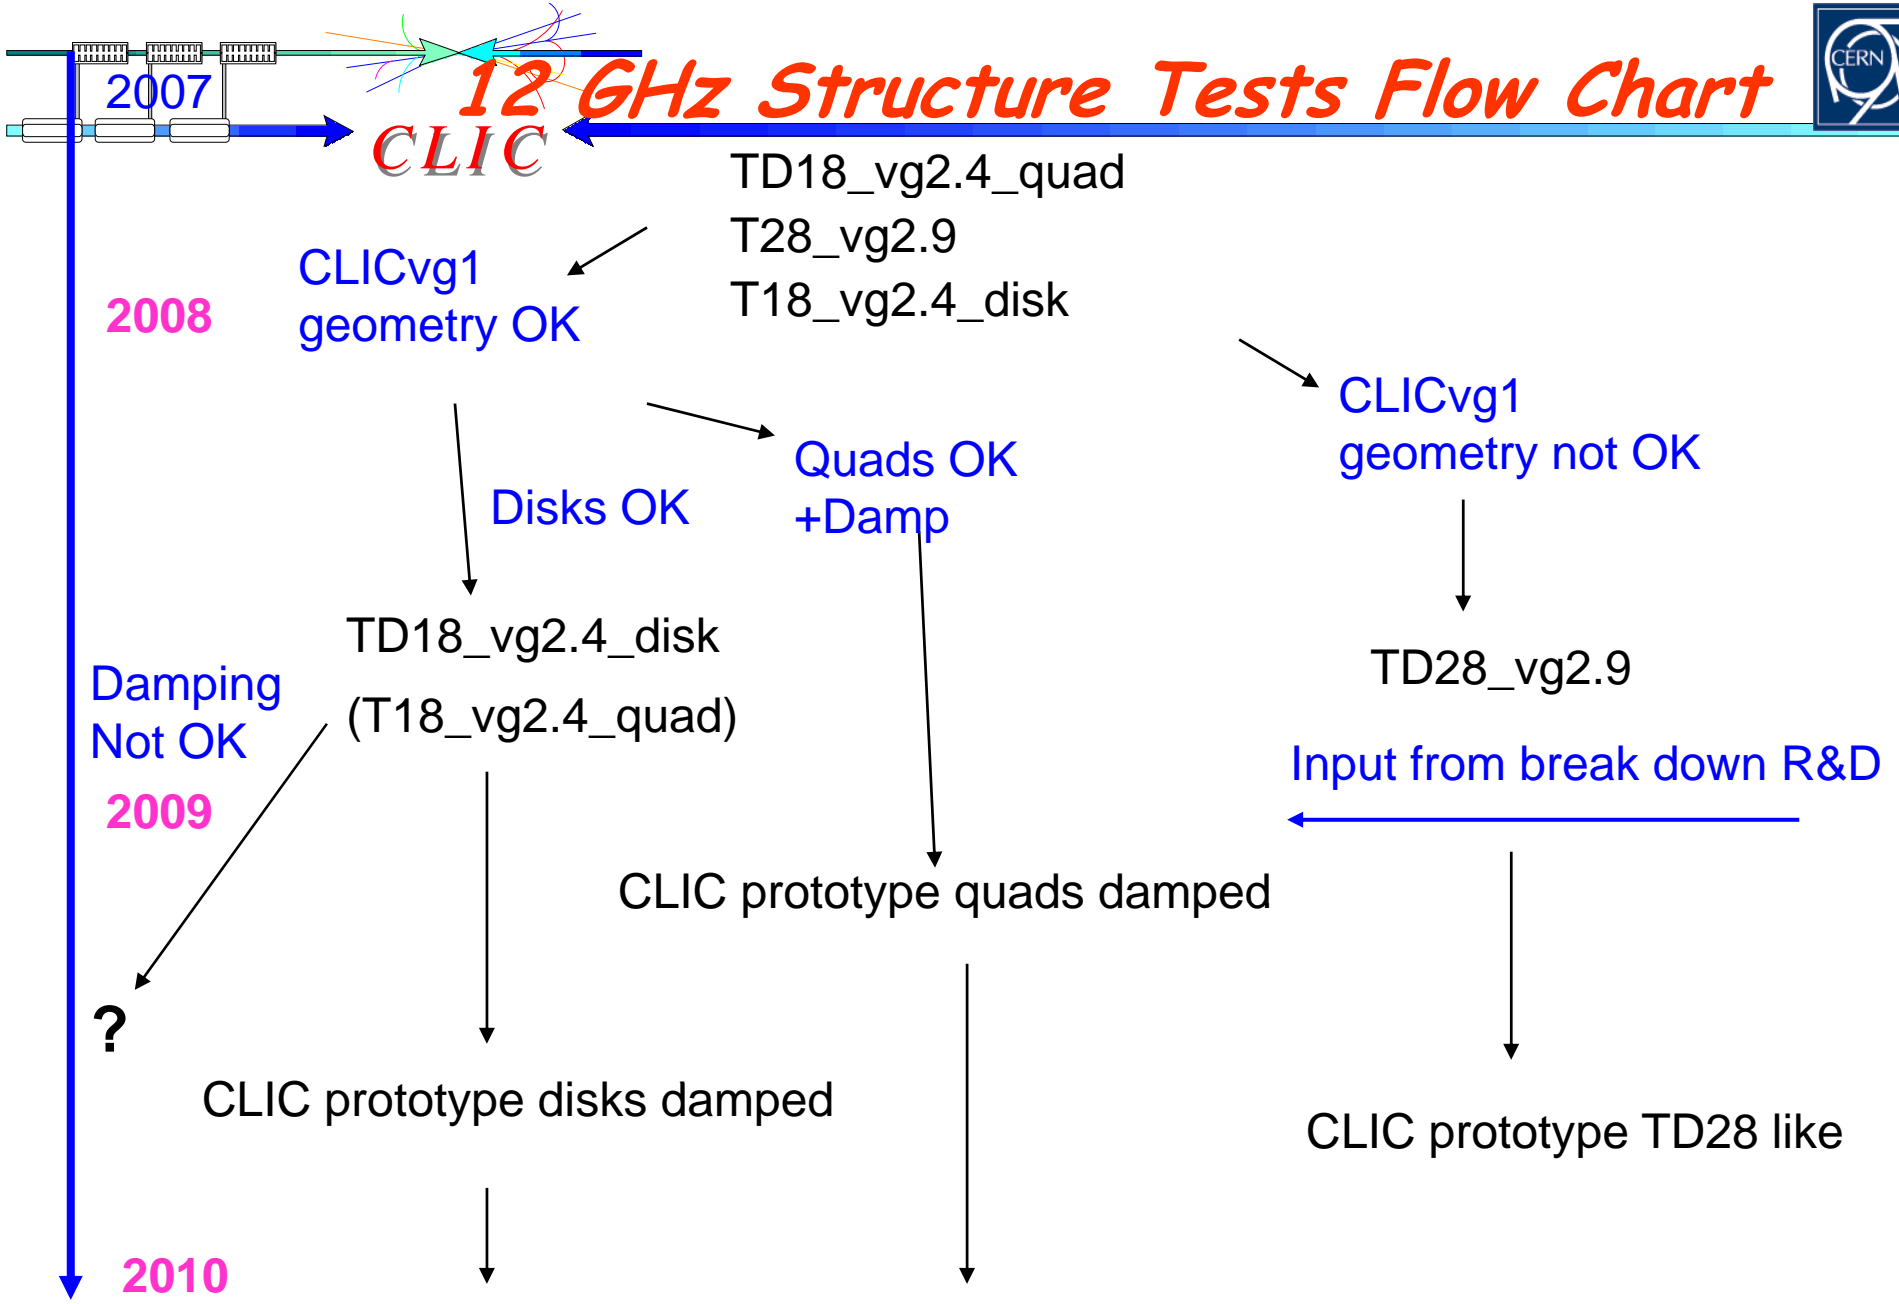 12 GHz Structure Tests Flow Chart
CERN
2007
CLIC
TD18_vg2.4_quad
T28_vg2.9
T18_vg2.4_disk
CLICvg1
geometry OK
2008
CLICvg1
geometry not OK
Quads OK
+Damp
Disks OK
TD18_vg2.4_disk
(T18_vg2.4_quad)
TD28_vg2.9
Damping
Not OK
Input from break down R&D
2009
CLIC prototype quads damped
?
CLIC prototype disks damped
CLIC prototype TD28 like
2010